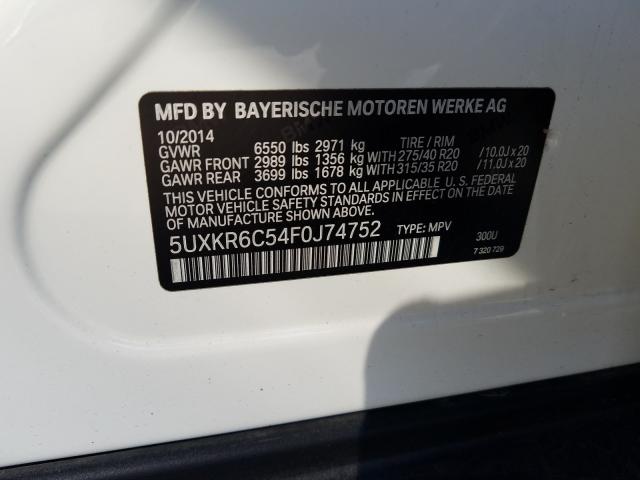 MFD BY BAYERISCHE MOTOREN WERKE AG
10/2014 TIRE / RIM
GVWR 6550 lbs 2971 kg
GAWR FRONT 2989 lbs 1356 kg WITH 275/40 R20 /10.0J x 20
GAWR REAR 3699 lbs 1678 kg WITH 315/35 R20 /11.0J x 20
THIS VEHICLE CONFORMS TO ALL APPLICABLE U. S. FEDERAL
MOTOR VEHICLE SAFETY STANDARDS IN EFFECT ON THE DATE
OF MANUFACTURE SHOWN ABOVE.
5UXKR6C54F0J74752 TYPE: MPV 300U
7 320 729